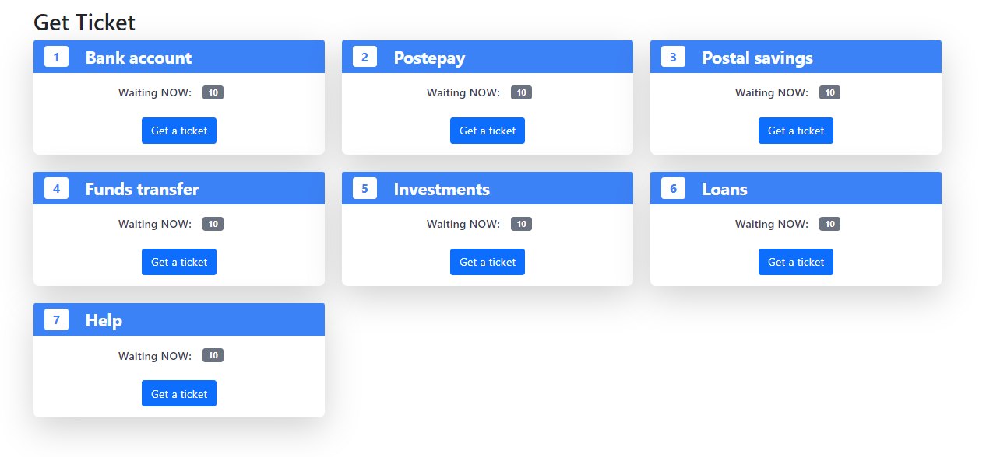 Get Ticket
1 Bank account
Waiting NOW: 10
Get a ticket
2 Postepay
Waiting NOW: 10
Get a ticket
3 Postal savings
Waiting NOW: 10
Get a ticket
4 Funds transfer
Waiting NOW: 10
Get a ticket
5 Investments
Waiting NOW: 10
Get a ticket
6 Loans
Waiting NOW: 10
Get a ticket
7 Help
Waiting NOW: 10
Get a ticket